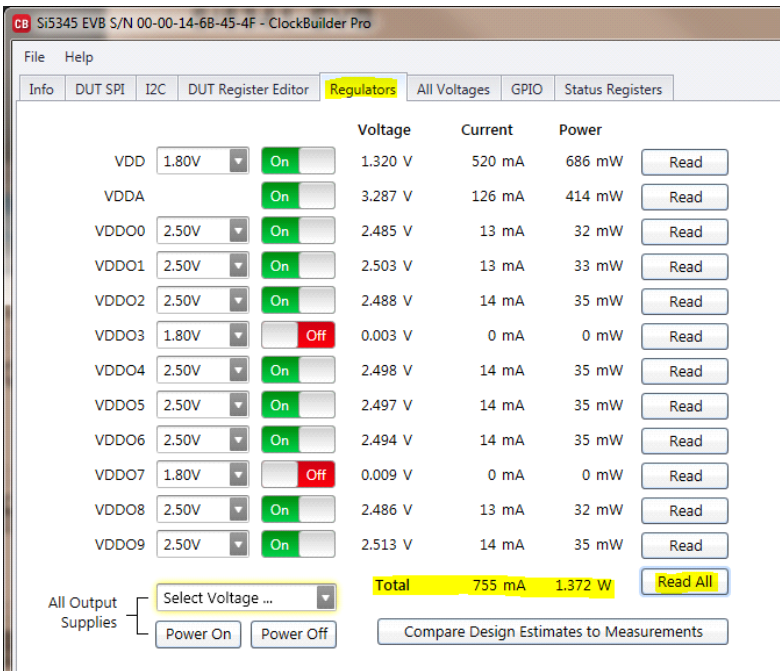 CB Si5345 EVB S/N 00-00-14-6B-45-4F - ClockBuilder Pro
File Help
Info DUT SPI I2C DUT Register Editor Regulators All Voltages GPIO Status Registers
Voltage Current Power
VDD 1.80V On 1.320 V 520 mA 686 mW Read
VDDA On 3.287 V 126 mA 414 mW Read
VDDO0 2.50V On 2.485 V 13 mA 32 mW Read
VDDO1 2.50V On 2.503 V 13 mA 33 mW Read
VDDO2 2.50V On 2.488 V 14 mA 35 mW Read
VDDO3 1.80V Off 0.003 V 0 mA 0 mW Read
VDDO4 2.50V On 2.498 V 14 mA 35 mW Read
VDDO5 2.50V On 2.497 V 14 mA 35 mW Read
VDDO6 2.50V On 2.494 V 14 mA 35 mW Read
VDDO7 1.80V Off 0.009 V 0 mA 0 mW Read
VDDO8 2.50V On 2.486 V 13 mA 32 mW Read
VDDO9 2.50V On 2.513 V 14 mA 35 mW Read
Total 755 mA 1.372 W Read All
All Output Supplies
Select Voltage ...
Power On Power Off
Compare Design Estimates to Measurements